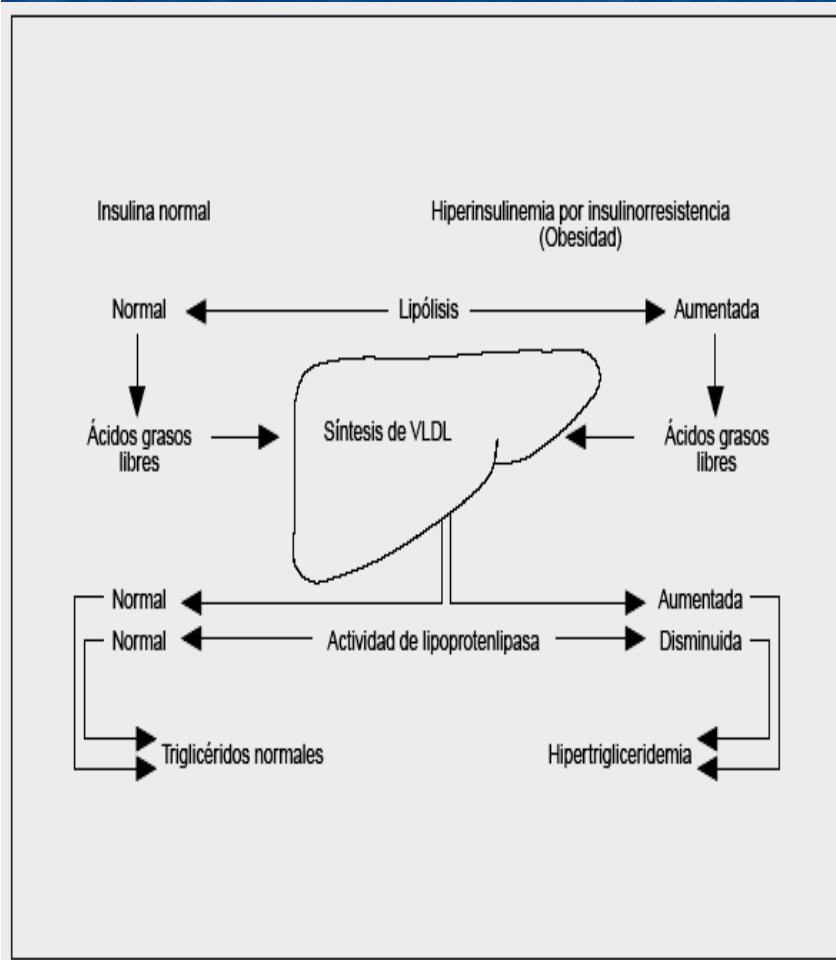 Insulina normal
Hiperinsulinemia por insulinorresistencia
(Obesidad)
Normal
Lipólisis
Aumentada
Ácidos grasos
libres
Síntesis de VLDL
Ácidos grasos
libres
Normal
Aumentada
Normal
Actividad de lipoprotenlipasa
Disminuida
Triglicéridos normales
Hipertrigliceridemia